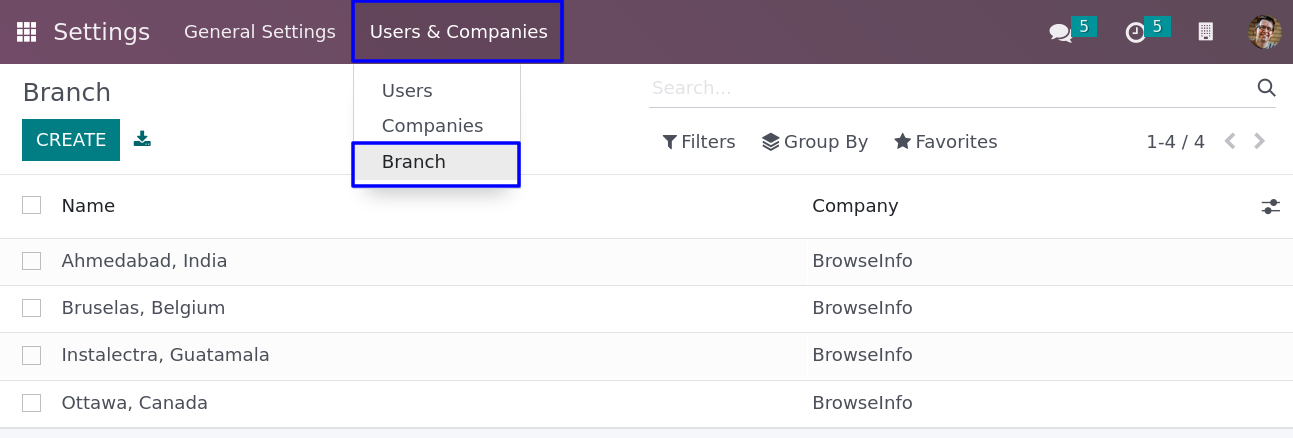 Settings General Settings Users & Companies 5 5
Branch
Users
Search...
Companies
CREATE
Branch
Filters Group By Favorites 1-4 / 4
Name Company
Ahmedabad, India BrowseInfo
Bruselas, Belgium BrowseInfo
Instalectra, Guatamala BrowseInfo
Ottawa, Canada BrowseInfo